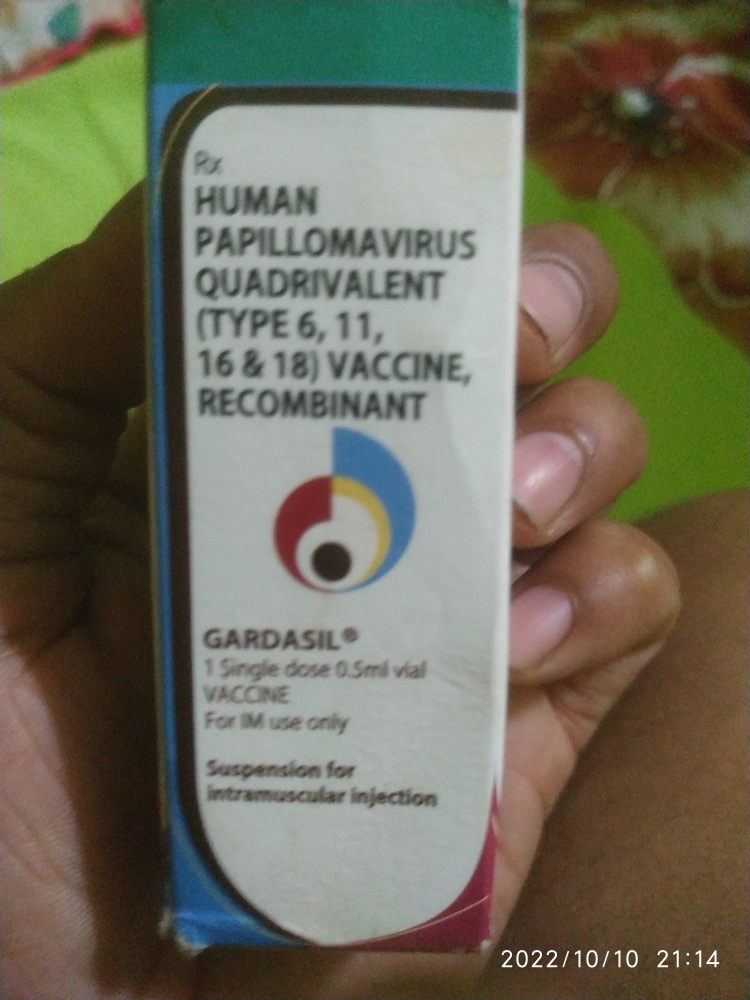 Rx
HUMAN
PAPILLOMAVIRUS
QUADRIVALENT
(TYPE 6, 11,
16 & 18) VACCINE,
RECOMBINANT
GARDASIL®
1 Single dose 0.5ml vial
VACCINE
For IM use only
Suspension for
intramuscular injection
2022/10/10 21:14